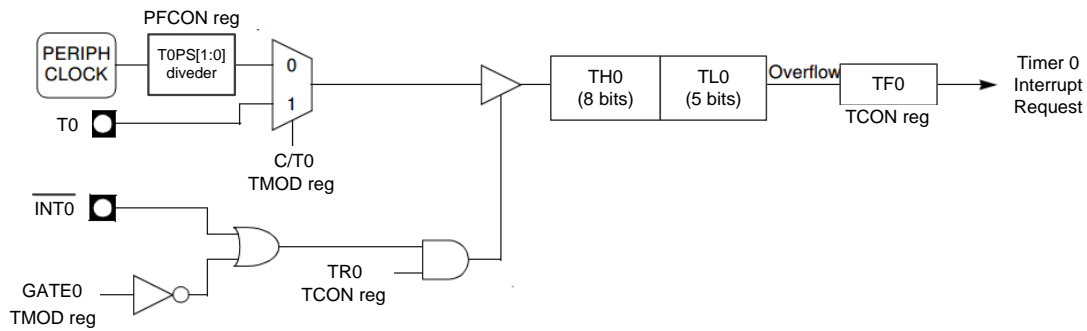 PFCON reg
PERIPH
CLOCK
T0PS[1:0]
diveder
0
1
T0
C/T0
TMOD reg
TH0
(8 bits)
TL0
(5 bits)
Overflow
TF0
TCON reg
Timer 0
Interrupt
Request
INT0
TR0
TCON reg
GATE0
TMOD reg